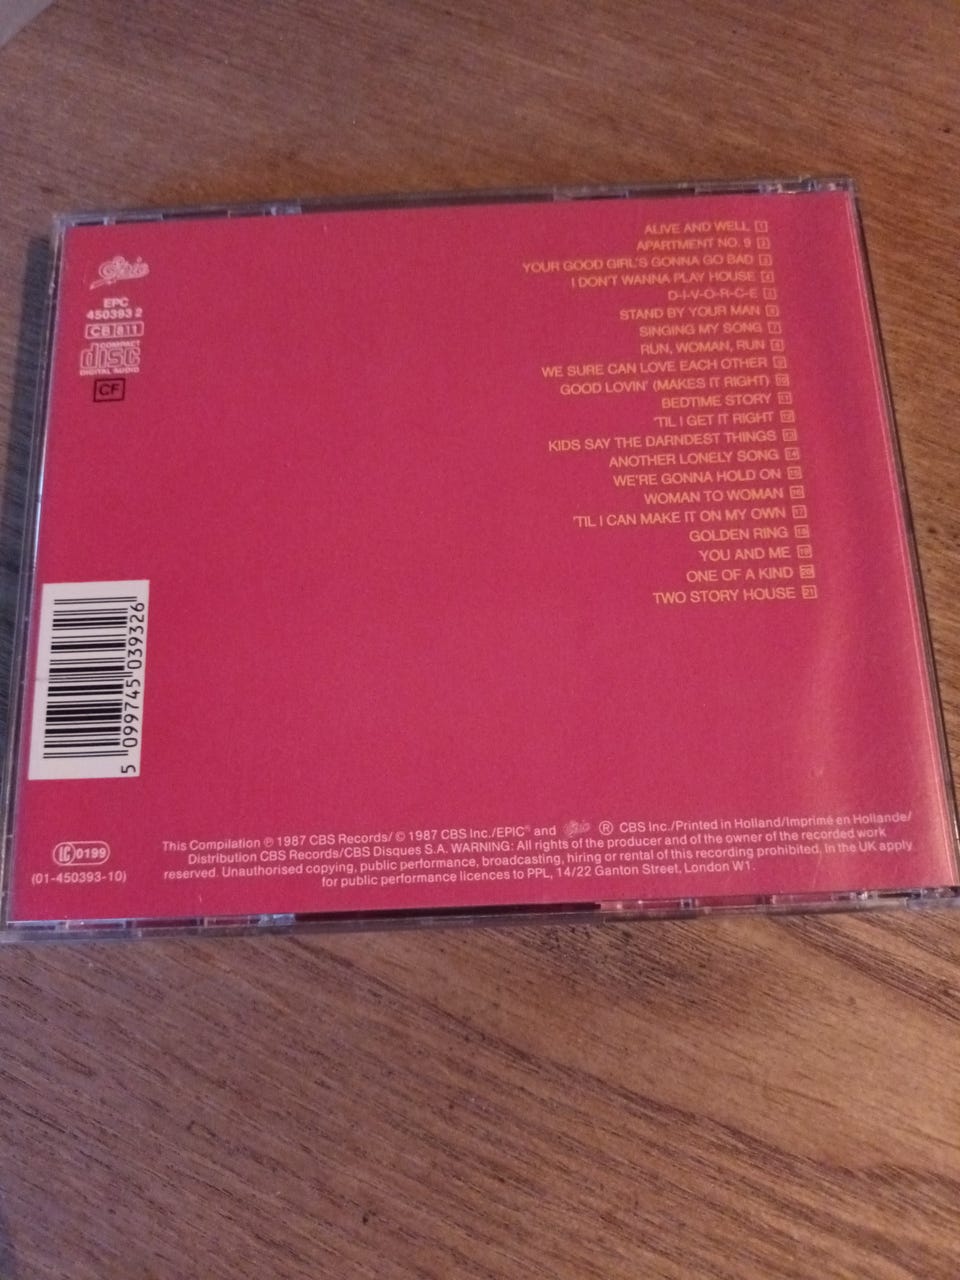 Epic
EPC
450393 2
CB 811
COMPACT
disc
DIGITAL AUDIO
CF
ALIVE AND WELL 1
APARTMENT NO. 9 2
YOUR GOOD GIRL'S GONNA GO BAD 3
I DON'T WANNA PLAY HOUSE 4
D-I-V-O-R-C-E 5
STAND BY YOUR MAN 6
SINGING MY SONG 7
RUN, WOMAN, RUN 8
WE SURE CAN LOVE EACH OTHER 9
GOOD LOVIN' (MAKES IT RIGHT) 10
BEDTIME STORY 11
'TIL I GET IT RIGHT 12
KIDS SAY THE DARNDEST THINGS 13
ANOTHER LONELY SONG 14
WE'RE GONNA HOLD ON 15
WOMAN TO WOMAN 16
'TIL I CAN MAKE IT ON MY OWN 17
GOLDEN RING 18
YOU AND ME 19
ONE OF A KIND 20
TWO STORY HOUSE 21
5 099745 039326
LC 0199
(01-450393-10)
This Compilation ℗ 1987 CBS Records/ © 1987 CBS Inc./EPIC® and Epic ® CBS Inc./Printed in Holland/Imprimé en Hollande/
Distribution CBS Records/CBS Disques S.A. WARNING: All rights of the producer and of the owner of the recorded work
reserved. Unauthorised copying, public performance, broadcasting, hiring or rental of this recording prohibited. In the UK apply
for public performance licences to PPL, 14/22 Ganton Street, London W1.